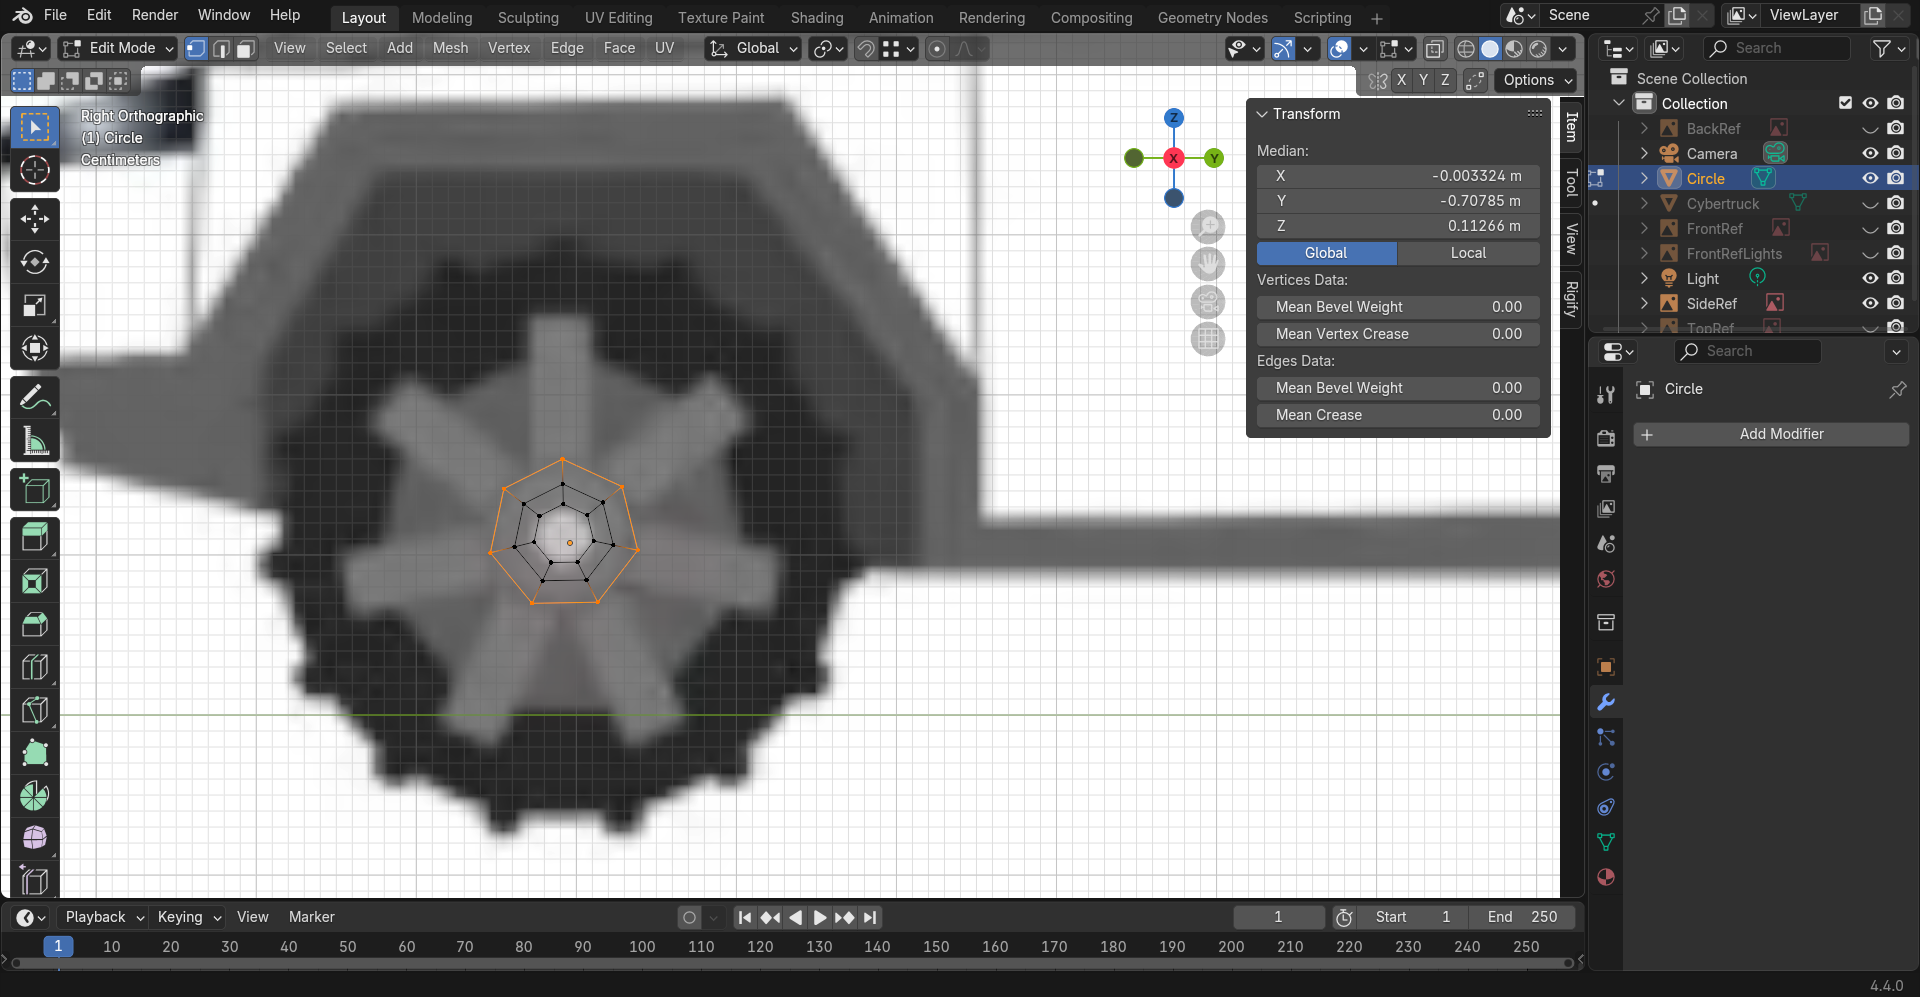 File Edit Render Window Help Layout Modeling Sculpting UV Editing Texture Paint Shading Animation Rendering Compositing Geometry Nodes Scripting + Scene ViewLayer
Edit Mode View Select Add Mesh Vertex Edge Face UV Global Search
X Y Z Options
Right Orthographic
(1) Circle
Centimeters
Z
X
Y
Transform
Median:
X -0.003324 m
Y -0.70785 m
Z 0.11266 m
Global Local
Vertices Data:
Mean Bevel Weight 0.00
Mean Vertex Crease 0.00
Edges Data:
Mean Bevel Weight 0.00
Mean Crease 0.00
Item
Tool
View
Rigify
Scene Collection
Collection
BackRef
Camera
Circle
Cybertruck
FrontRef
FrontRefLights
Light
SideRef
TopRef
Search
Circle
+ Add Modifier
Playback Keying View Marker 1 Start 1 End 250
1 10 20 30 40 50 60 70 80 90 100 110 120 130 140 150 160 170 180 190 200 210 220 230 240 250
4.4.0